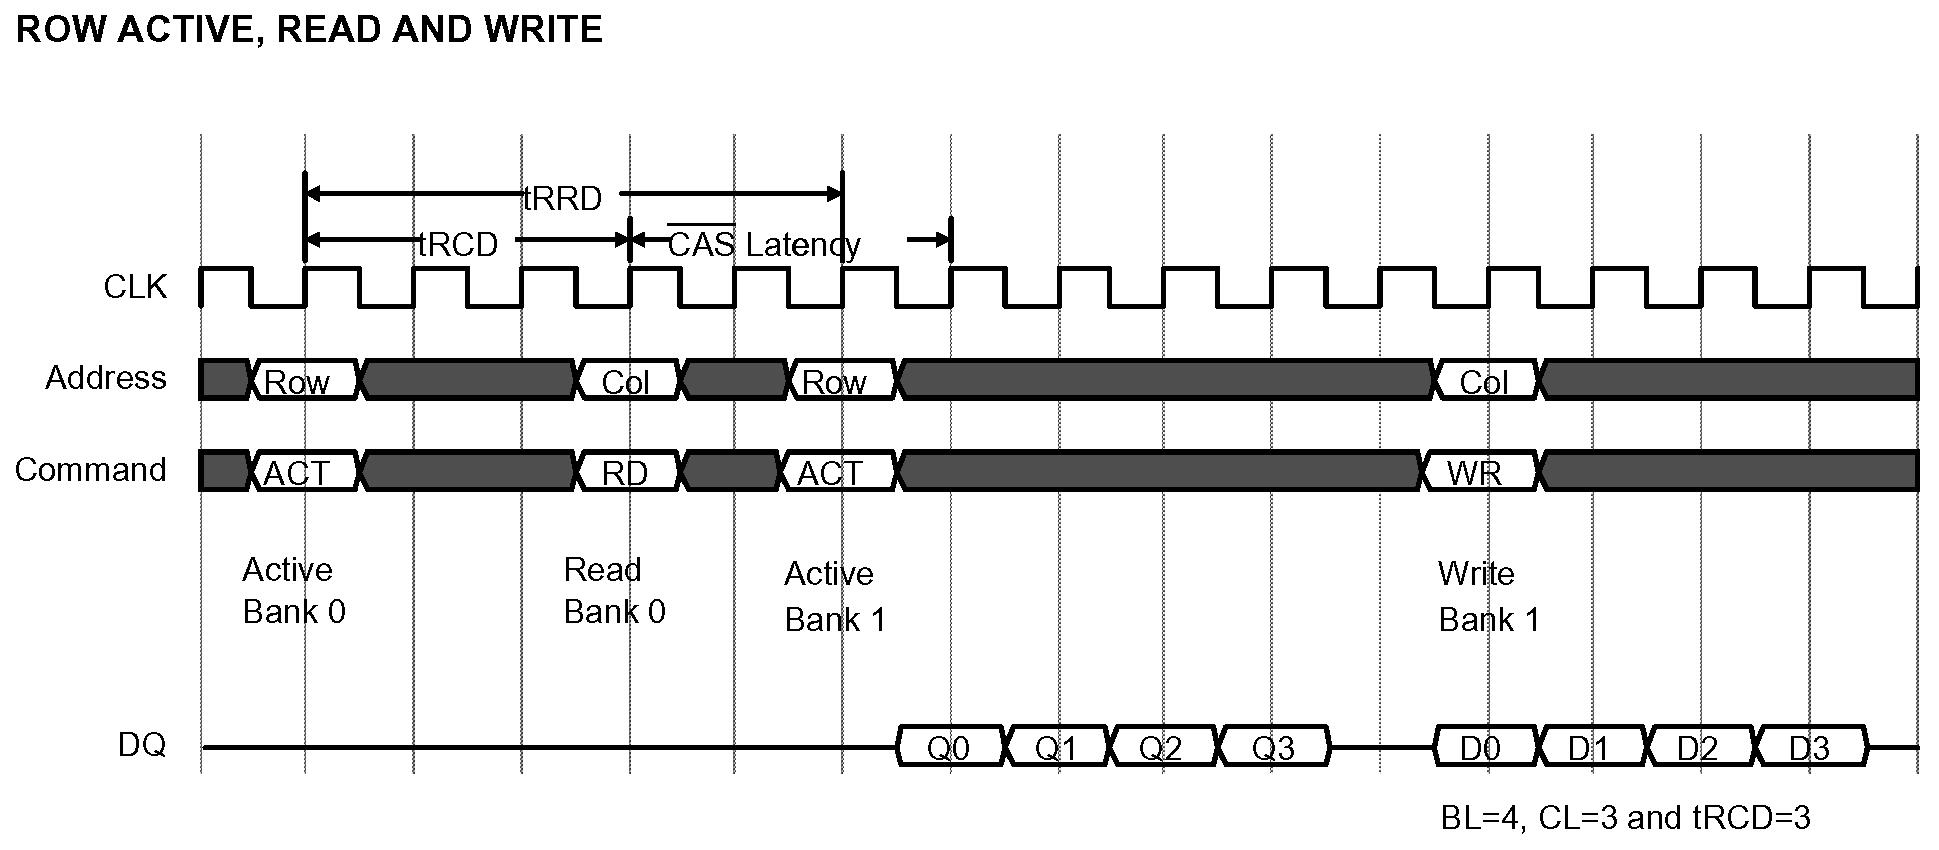 ROW ACTIVE, READ AND WRITE
tRRD
tRCD CAS Latency
CLK
Address Row Col Row Col
Command ACT RD ACT WR
Active Bank 0
Read Bank 0
Active Bank 1
Write Bank 1
DQ Q0 Q1 Q2 Q3 D0 D1 D2 D3
BL=4, CL=3 and tRCD=3